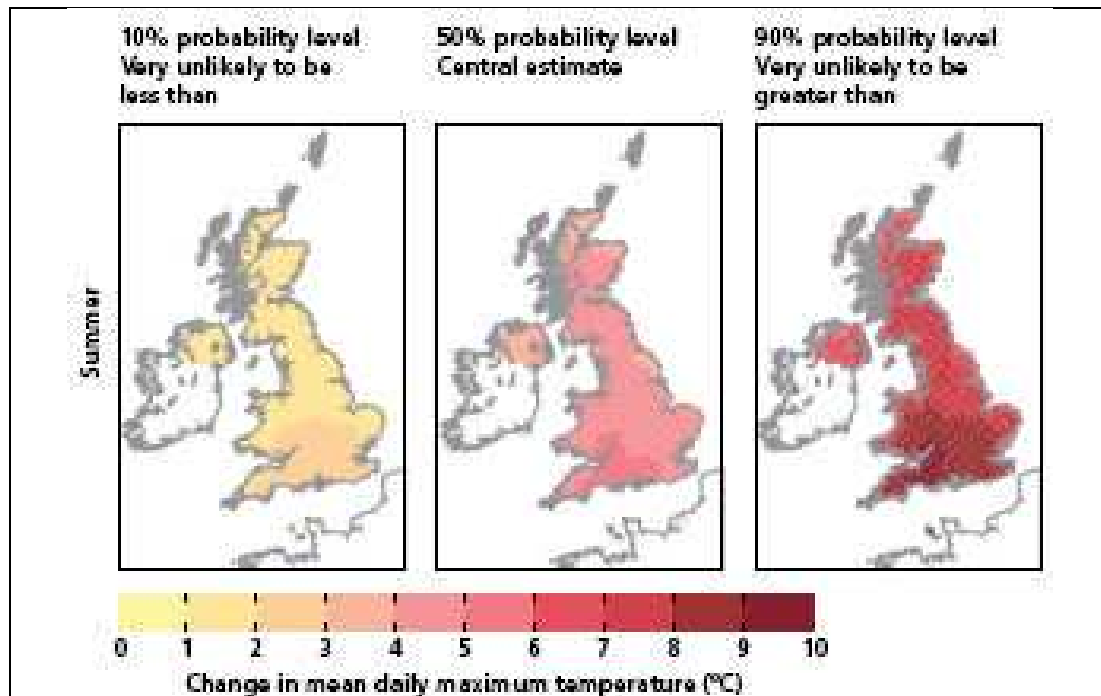 10% probability level
Very unlikely to be
less than
50% probability level
Central estimate
90% probability level
Very unlikely to be
greater than
Summer
0 1 2 3 4 5 6 7 8 9 10
Change in mean daily maximum temperature (ºC)